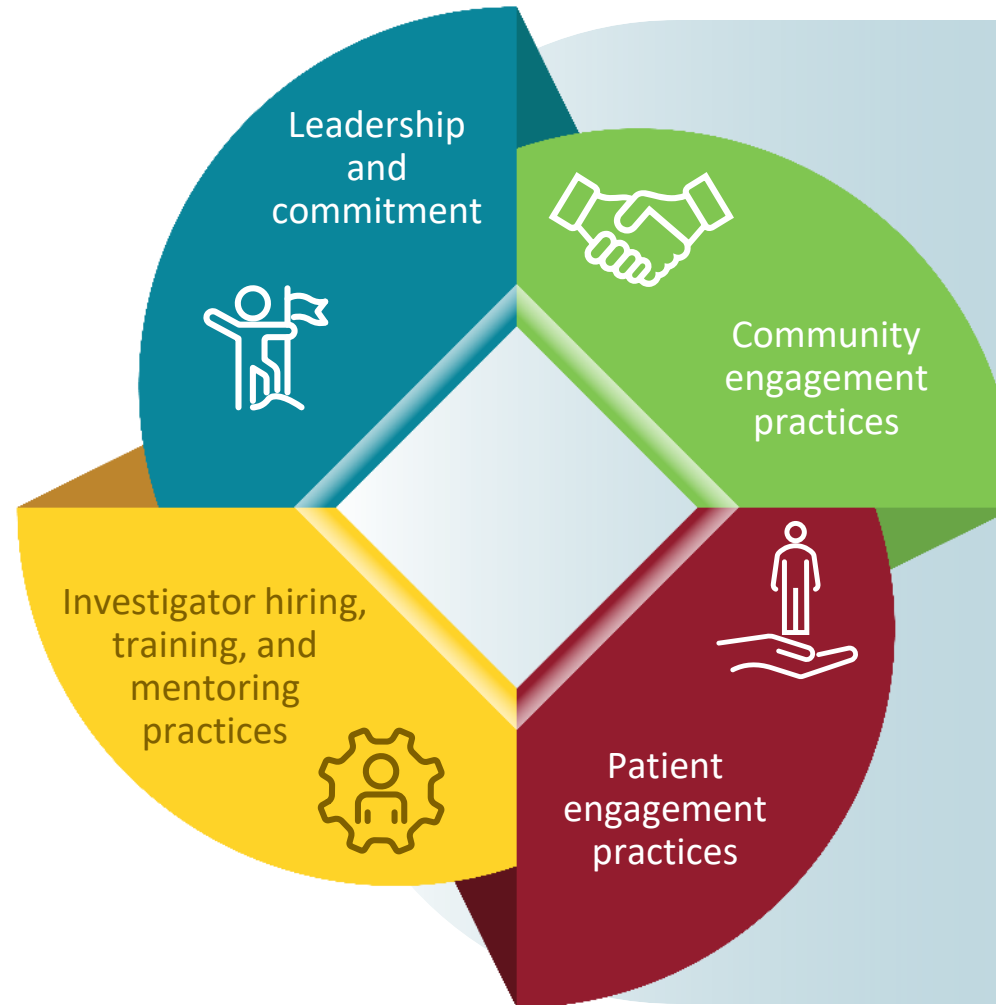 Leadership
and
commitment
Community
engagement
practices
Investigator hiring,
training, and
mentoring
practices
Patient
engagement
practices